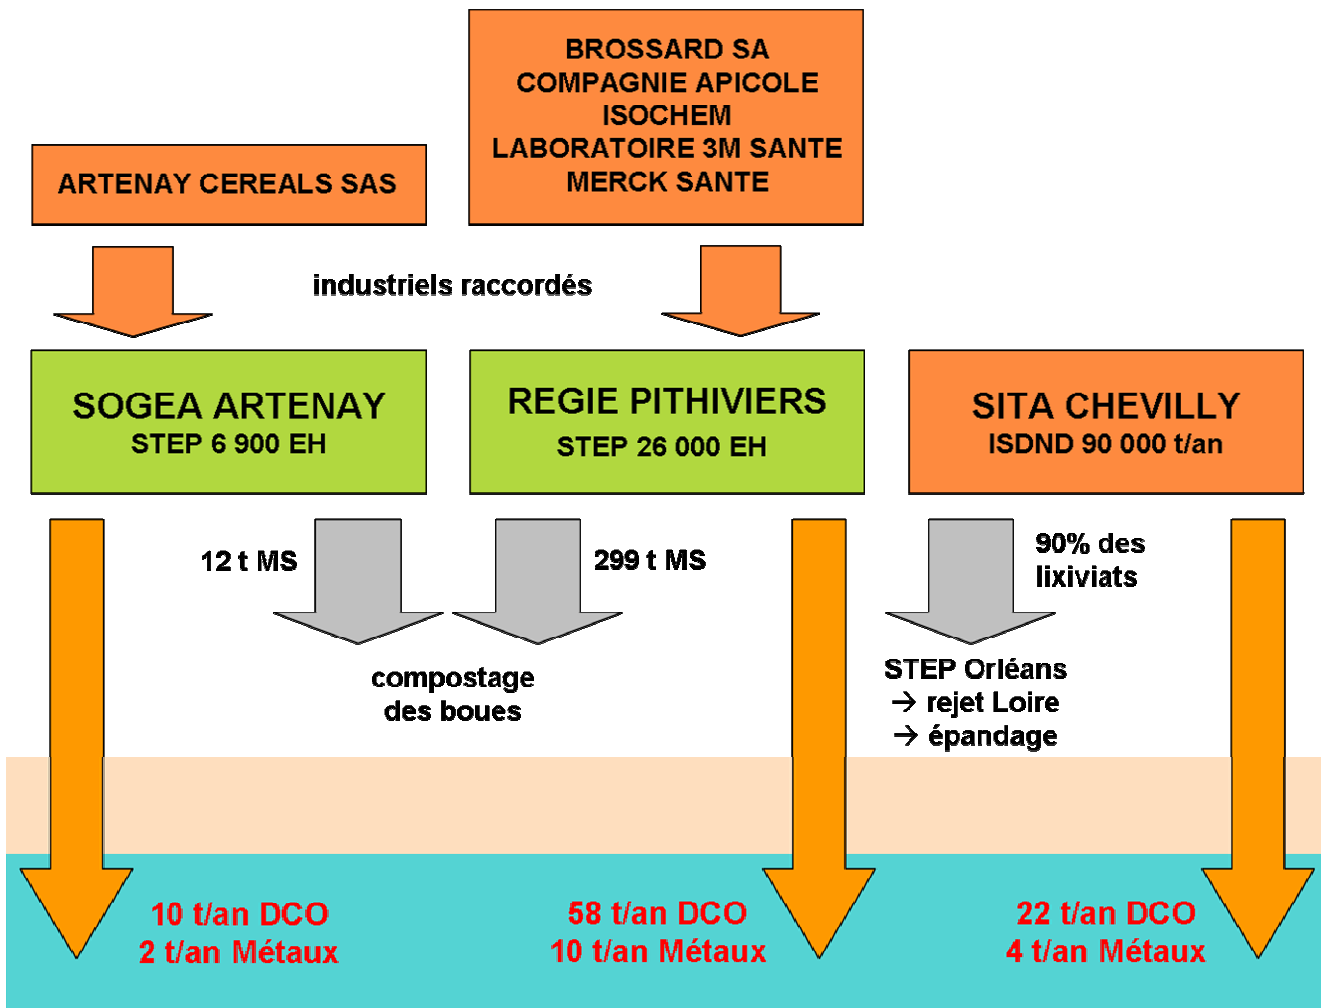 BROSSARD SA
COMPAGNIE APICOLE
ISOCHEM
LABORATOIRE 3M SANTE
MERCK SANTE
ARTENAY CEREALS SAS
industriels raccordés
SOGEA ARTENAY
STEP 6 900 EH
REGIE PITHIVIERS
STEP 26 000 EH
SITA CHEVILLY
ISDND 90 000 t/an
12 t MS
299 t MS
90% des
lixiviats
compostage
des boues
STEP Orléans
→ rejet Loire
→ épandage
10 t/an DCO
2 t/an Métaux
58 t/an DCO
10 t/an Métaux
22 t/an DCO
4 t/an Métaux